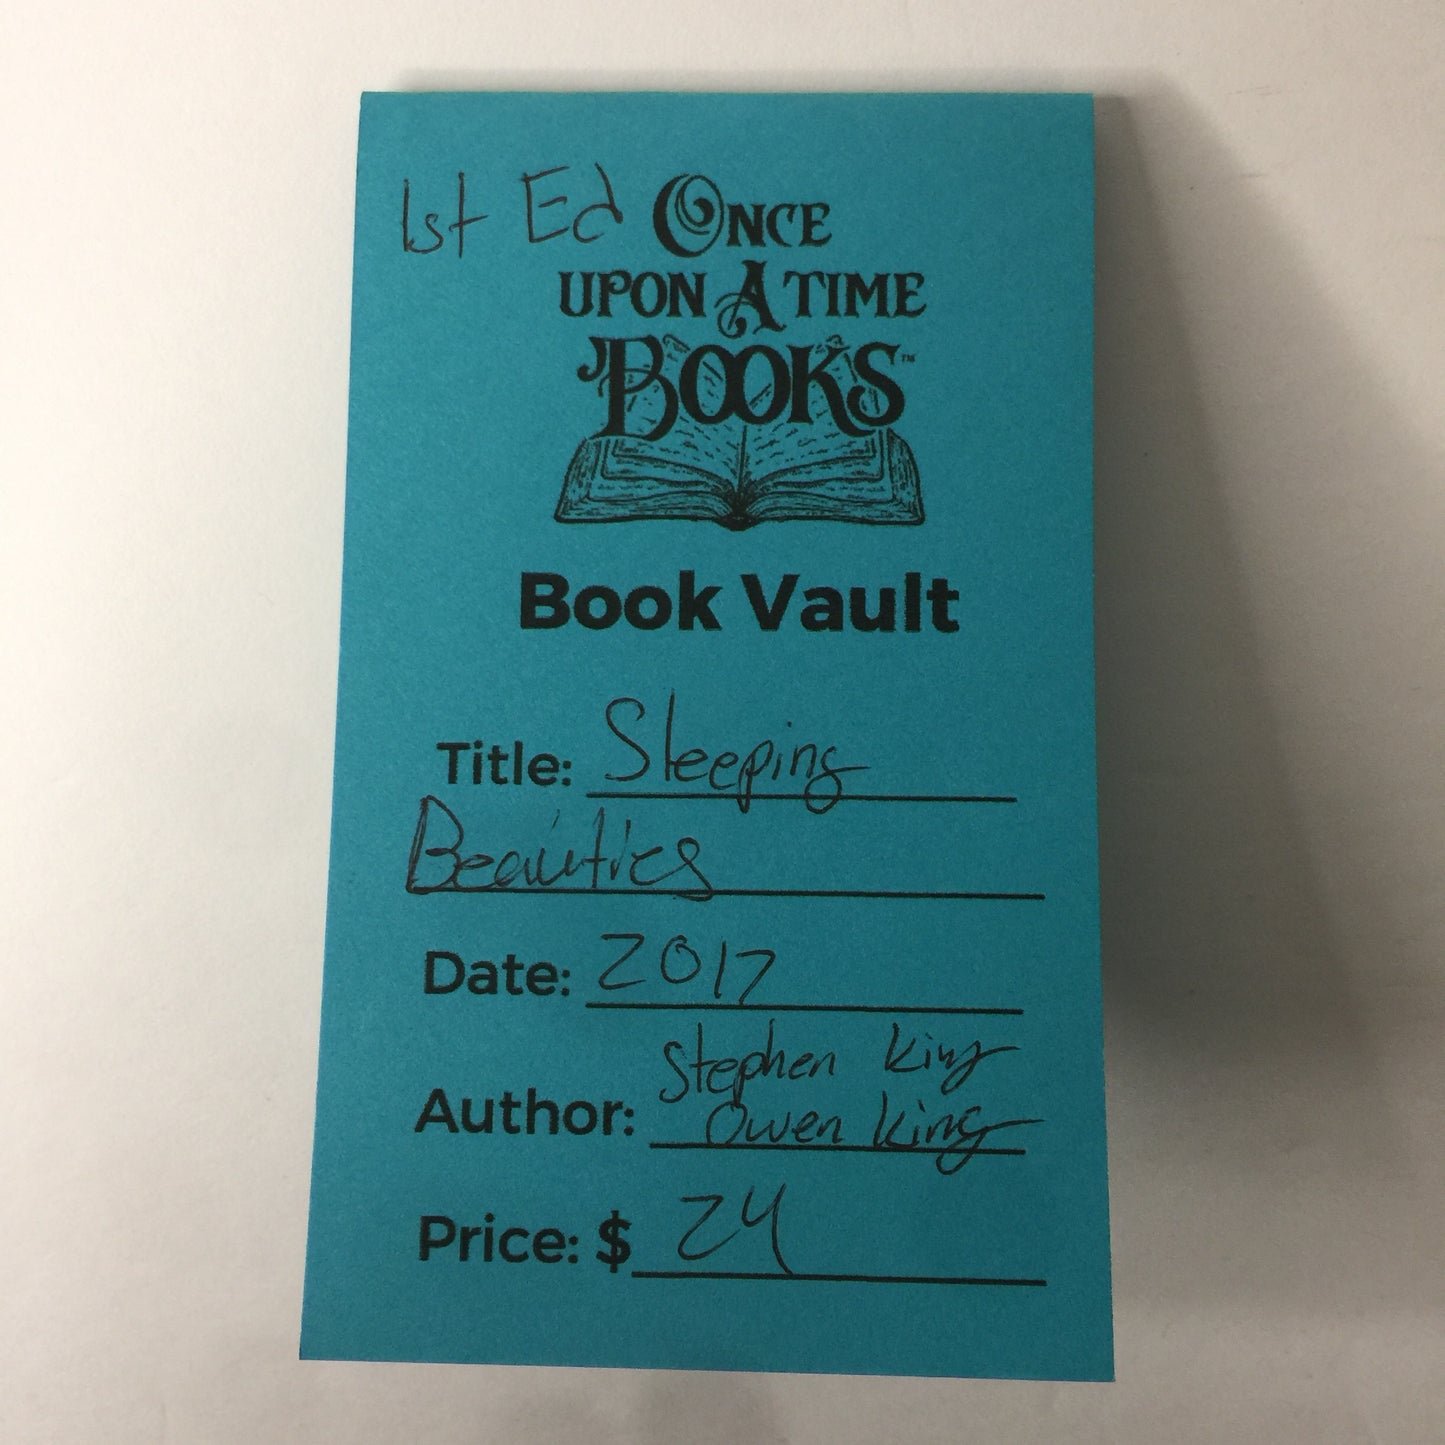 1st Ed
ONCE
UPON A TIME
BOOKS™
Book Vault
Title: Sleeping
Beauties
Date: 2017
Stephen King
Author: Owen King
Price: $ 24